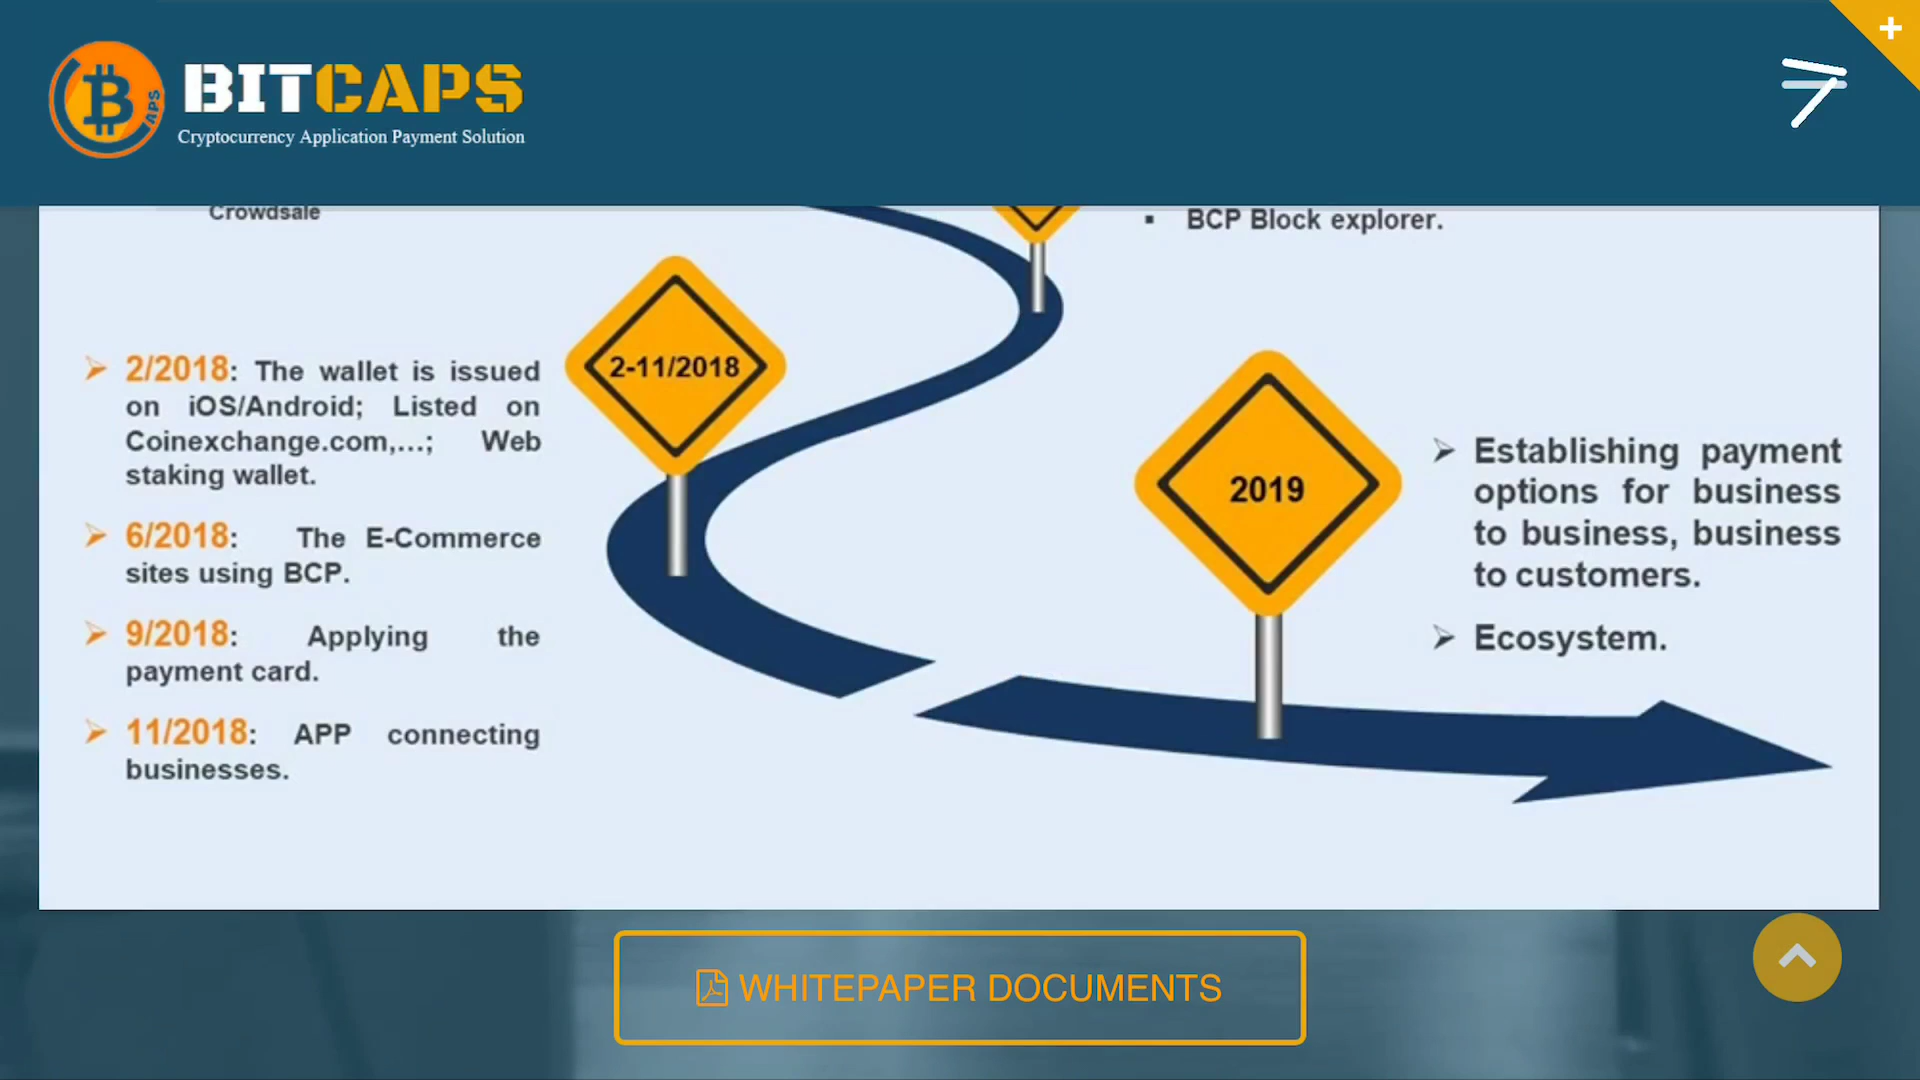 BITCAPS
Cryptocurrency Application Payment Solution
Crowdsale
▪ BCP Block explorer.
2-11/2018
➢ 2/2018: The wallet is issued
on iOS/Android; Listed on
Coinexchange.com,...; Web
staking wallet.
➢ 6/2018: The E-Commerce
sites using BCP.
➢ 9/2018: Applying the
payment card.
➢ 11/2018: APP connecting
businesses.
2019
➢ Establishing payment
options for business
to business, business
to customers.
➢ Ecosystem.
WHITEPAPER DOCUMENTS